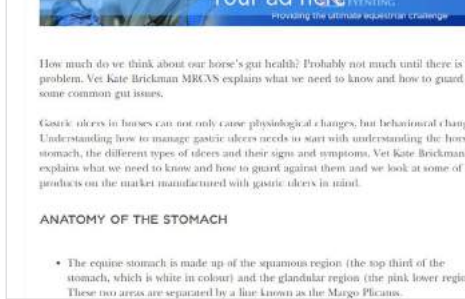 Your ad here
EVENTING
Providing the ultimate equestrian challenge
How much do we think about our horse's gut health? Probably not much until there is
problem. Vet Kate Brickman MRCVS explains what we need to know and how to guard
some common gut issues.
Gastric ulcers in horses can not only cause physiological changes, but behavioural chang
Understanding how to manage gastric ulcers needs to start with understanding the hors
stomach, the different types of ulcers and their signs and symptoms. Vet Kate Brickman
explains what we need to know and how to guard against them and we look at some of
products on the market manufactured with gastric ulcers in mind.
ANATOMY OF THE STOMACH
• The equine stomach is made up of the squamous region (the top third of the
stomach, which is white in colour) and the glandular region (the pink lower regio
These two areas are separated by a line known as the Margo Plicatus.